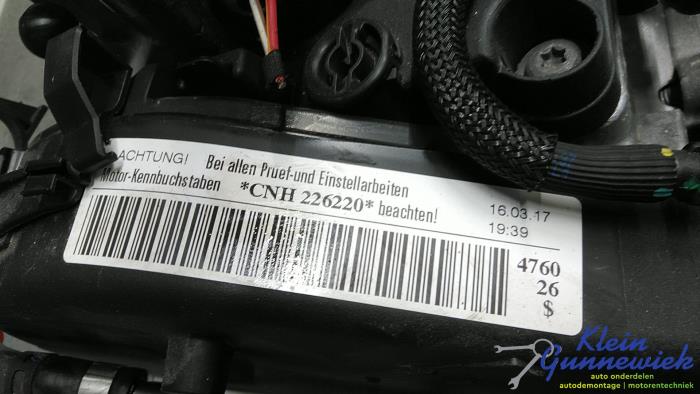 ACHTUNG! Bei allen Pruef-und Einstellarbeiten
Motor-Kennbuchstaben *CNH 226220* beachten!
16.03.17
19:39
4760
26
$
Klein
Gunnewiek
auto onderdelen
autodemontage | motorentechniek